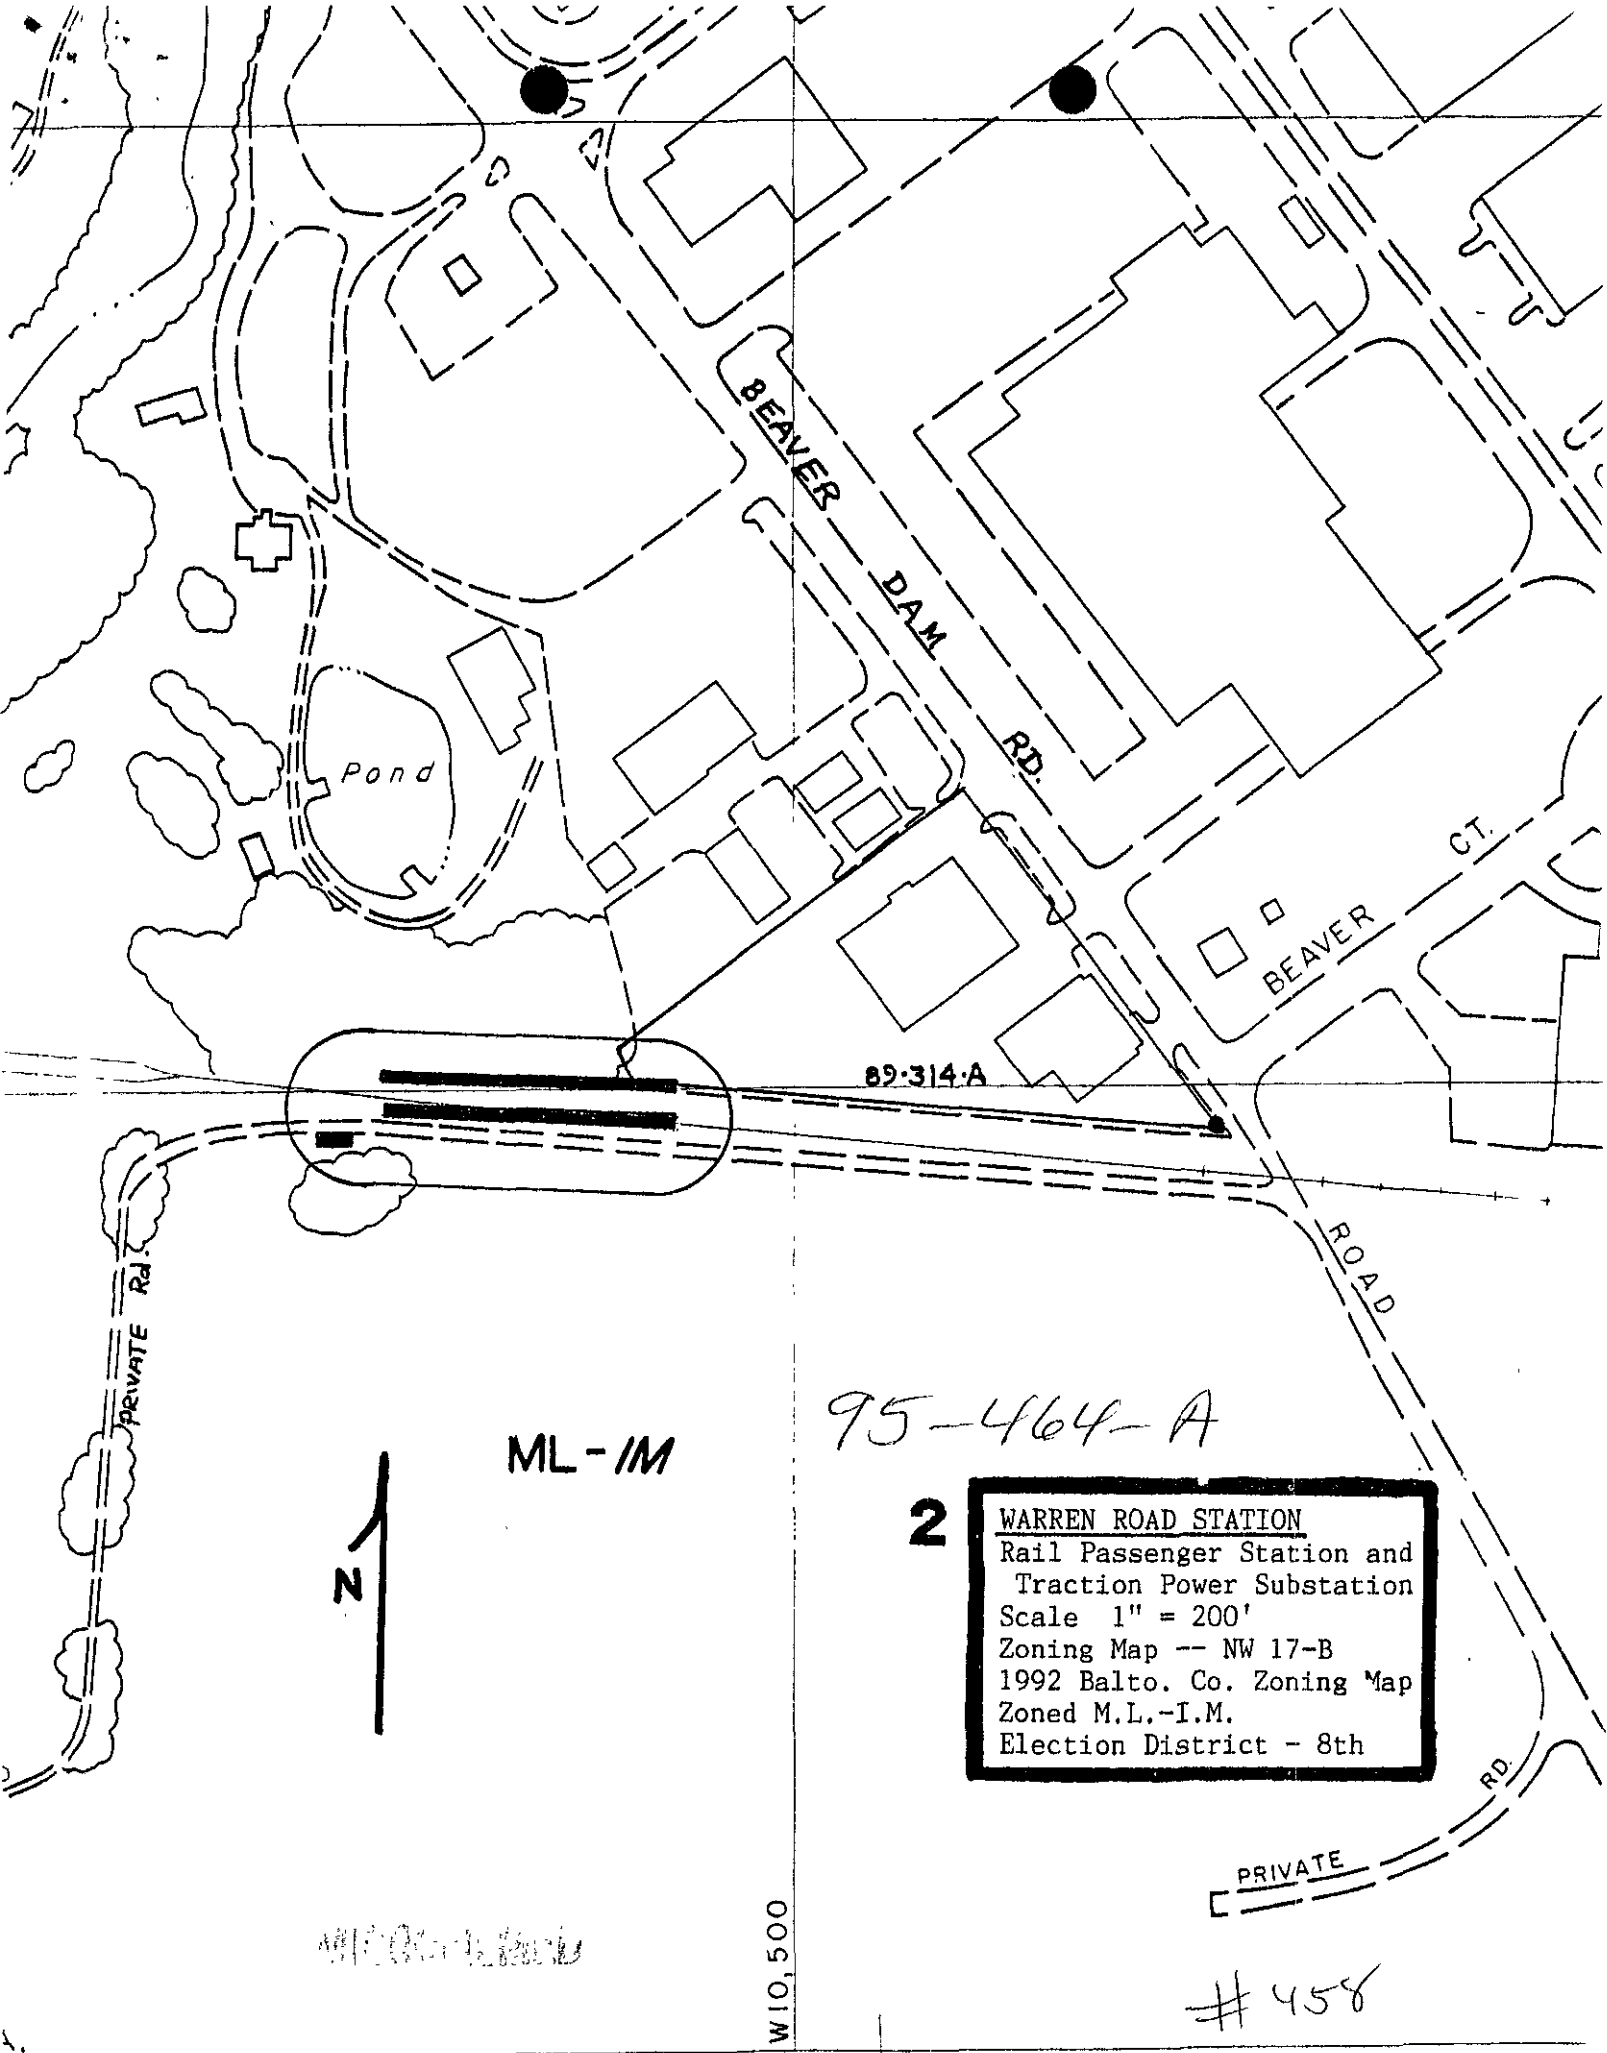 BEAVER DAM RD.
Pond
BEAVER CT.
89·314·A
ROAD
PRIVATE Rd.
95-464-A
ML-IM
N
2
WARREN ROAD STATION
Rail Passenger Station and
Traction Power Substation
Scale 1" = 200'
Zoning Map -- NW 17-B
1992 Balto. Co. Zoning Map
Zoned M.L.-I.M.
Election District - 8th
PRIVATE RD.
W 10,500
# 458